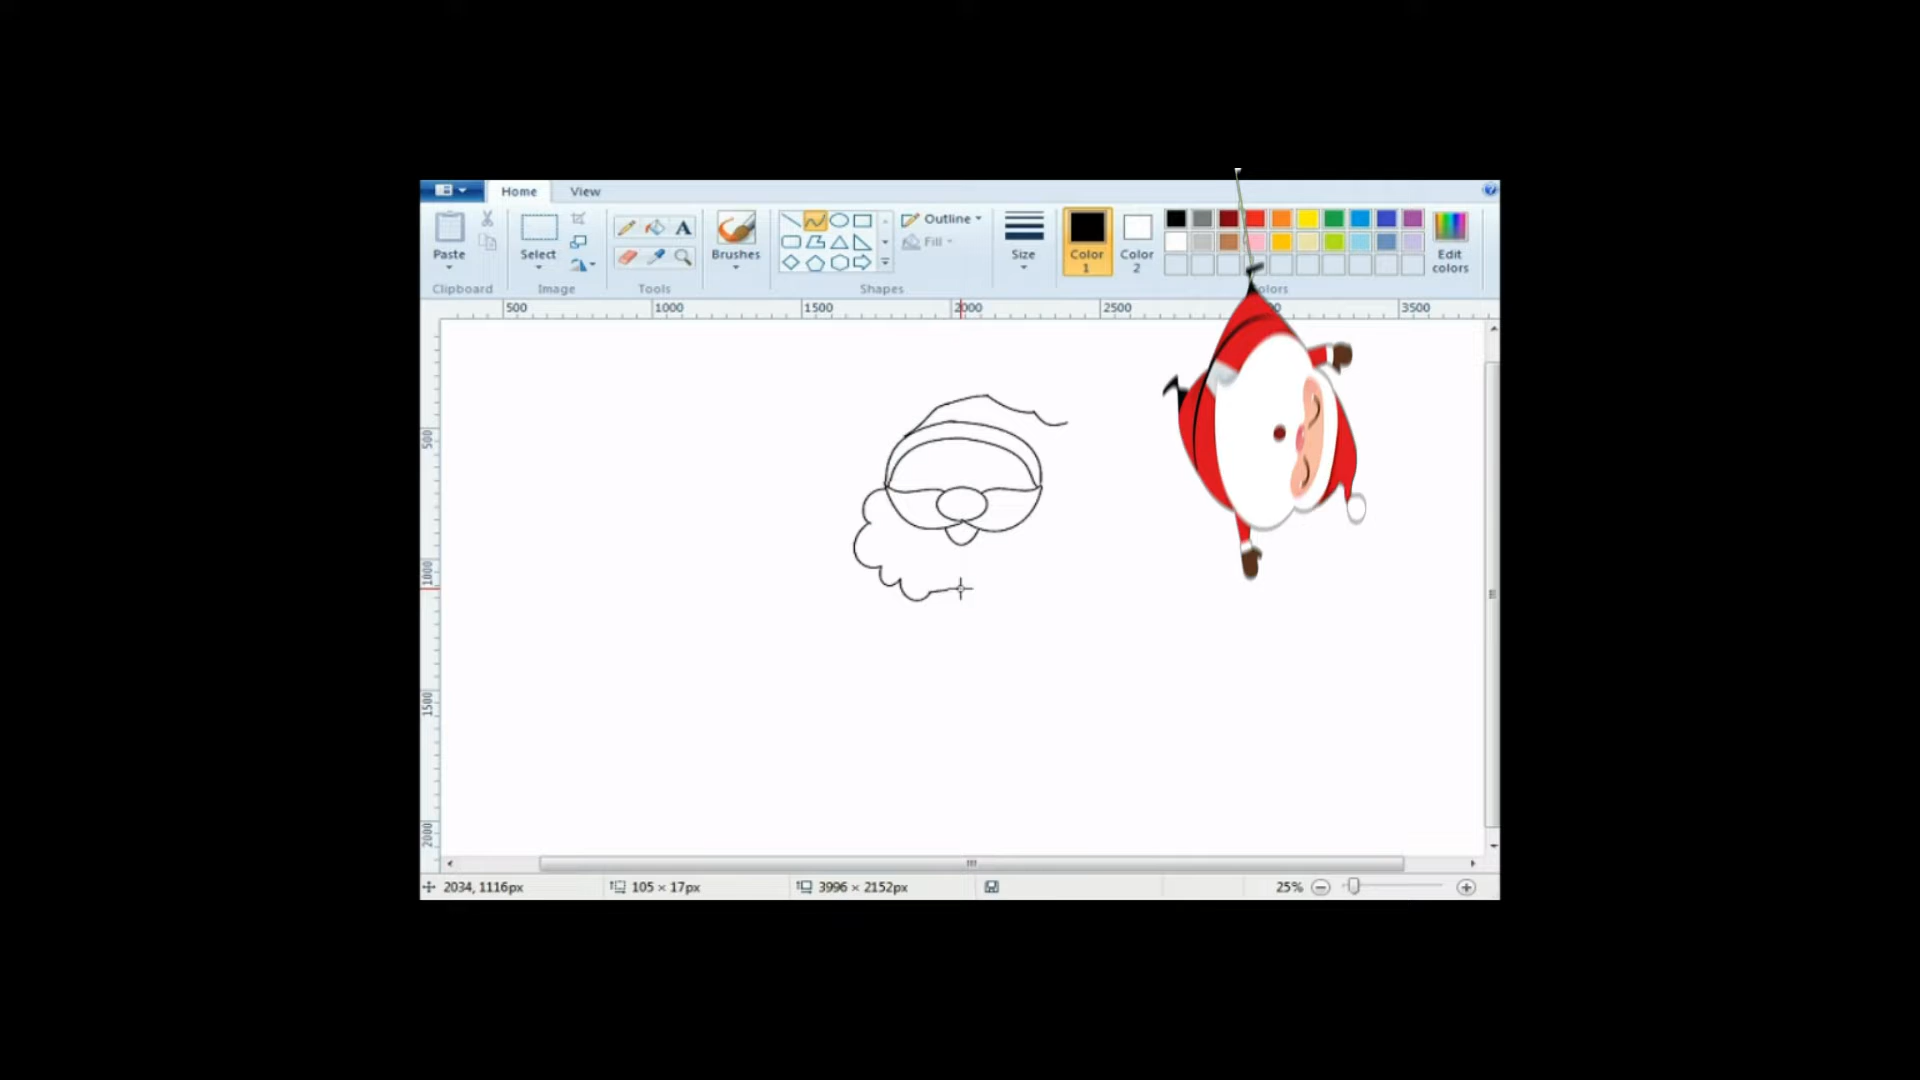 Home View
Paste Select Brushes Outline Fill Size Color 1 Color 2 Edit colors
Clipboard Image Tools Shapes
500 1000 1500 2000 2500 3500
500
1000
1500
2000
2034, 1116px 105 × 17px 3996 × 2152px 25%